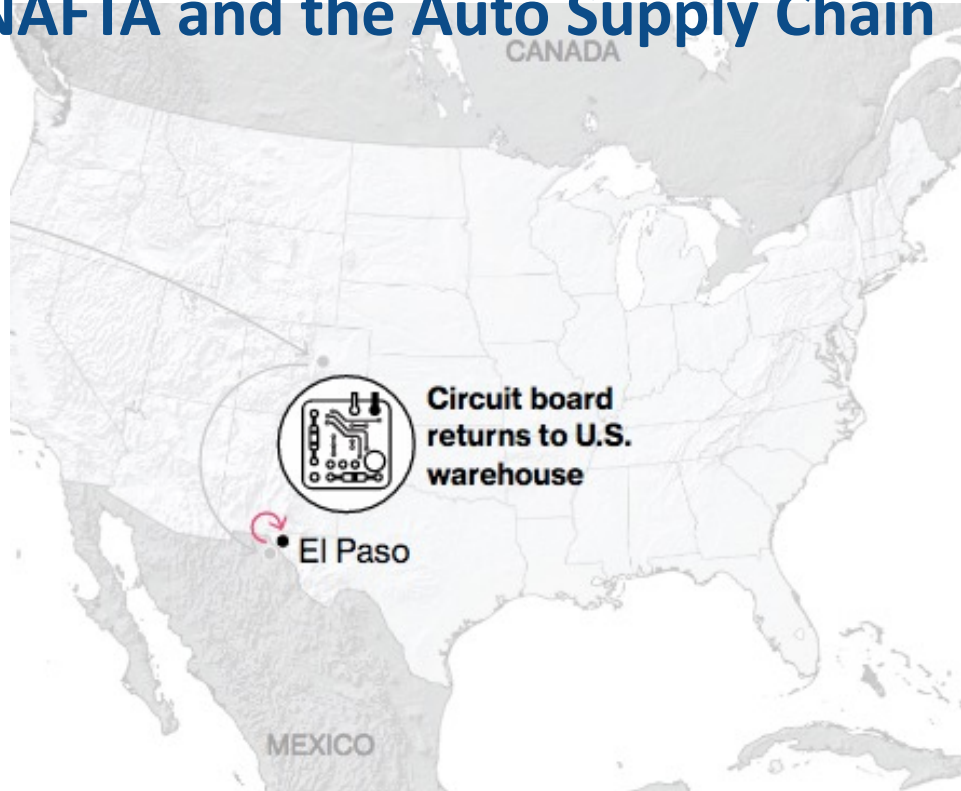 NAFTA and the Auto Supply Chain
CANADA
Circuit board
returns to U.S.
warehouse
El Paso
MEXICO